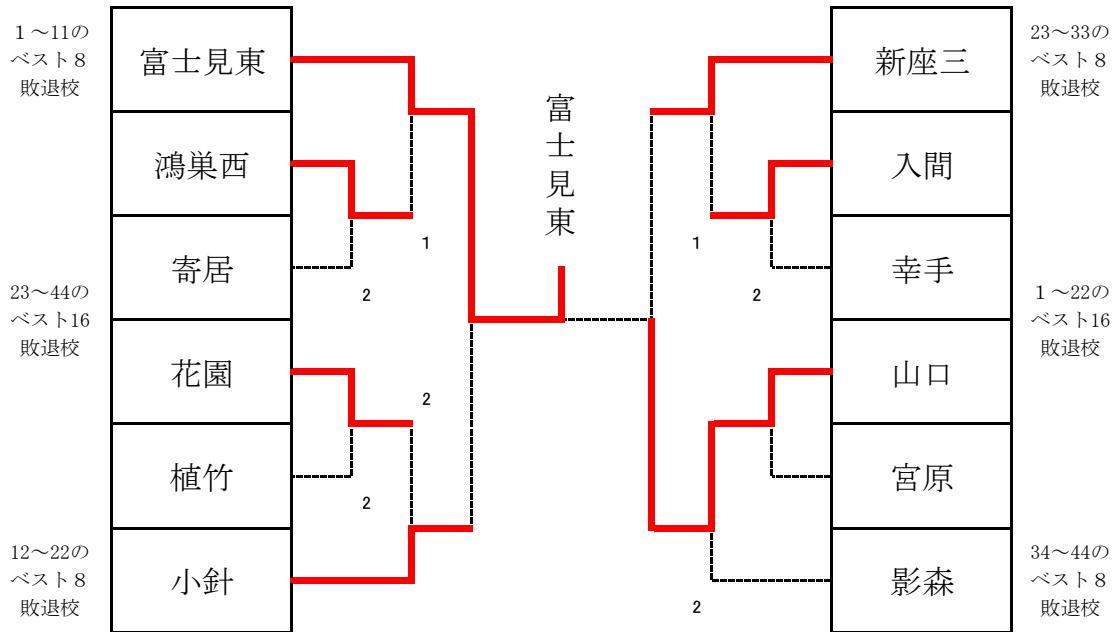 1～11の
ベスト8
敗退校
富士見東
鴻巣西
寄居
23～44の
ベスト16
敗退校
花園
植竹
12～22の
ベスト8
敗退校
小針
1
2
2
2
富士見東
1
2
2
新座三
23～33の
ベスト8
敗退校
入間
幸手
1～22の
ベスト16
敗退校
山口
宮原
影森
34～44の
ベスト8
敗退校